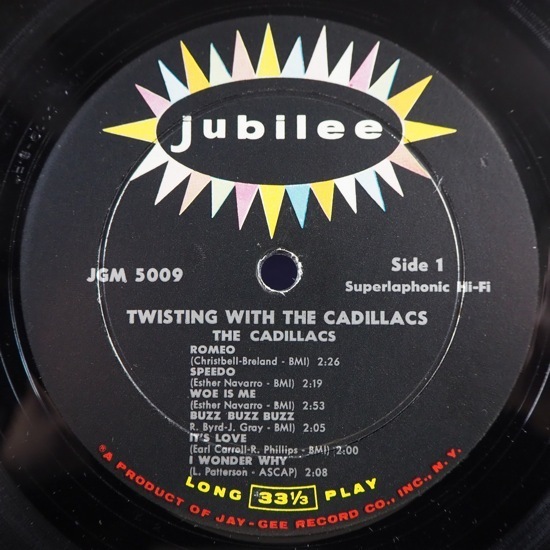 jubilee
JGM 5009
Side 1
Superlaphonic Hi-Fi
TWISTING WITH THE CADILLACS
THE CADILLACS
ROMEO
(Christbell-Breland - BMI) 2:26
SPEEDO
(Esther Navarro - BMI) 2:19
WOE IS ME
(Esther Navarro - BMI) 2:53
BUZZ BUZZ BUZZ
R. Byrd-J. Gray - BMI) 2:05
IT'S LOVE
(Earl Carroll-R. Phillips - BMI) 2:00
I WONDER WHY
(L. Patterson - ASCAP) 2:08
LONG 33⅓ PLAY
A PRODUCT OF JAY-GEE RECORD CO., INC., N. Y.